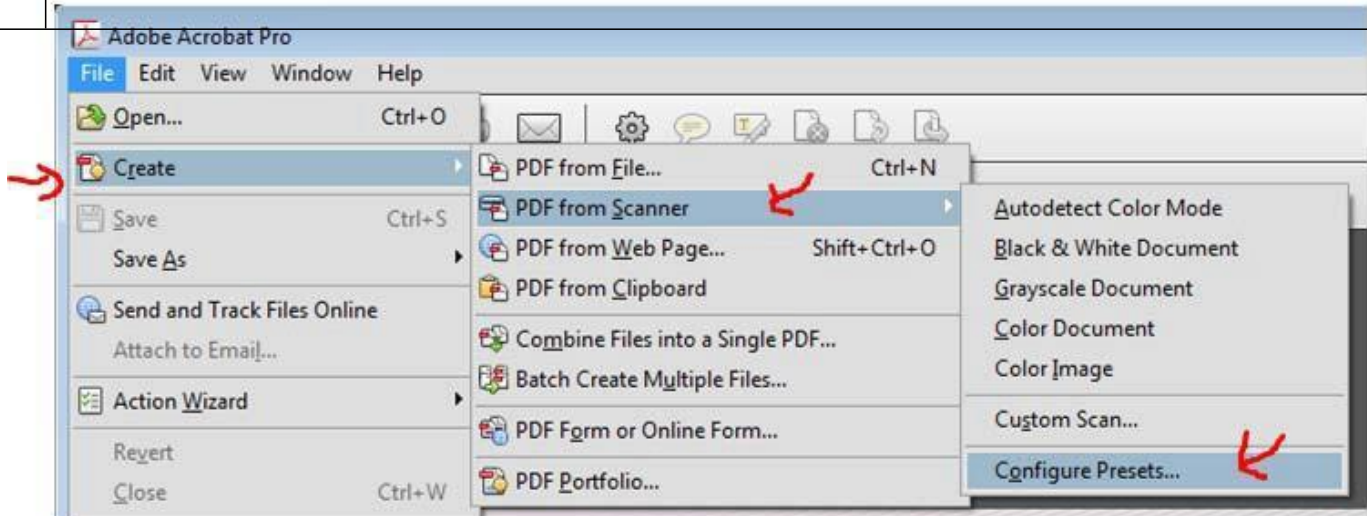 Adobe Acrobat Pro
File Edit View Window Help
Open... Ctrl+O
Create
Save Ctrl+S
Save As
Send and Track Files Online
Attach to Email...
Action Wizard
Revert
Close Ctrl+W
PDF from File... Ctrl+N
PDF from Scanner
PDF from Web Page... Shift+Ctrl+O
PDF from Clipboard
Combine Files into a Single PDF...
Batch Create Multiple Files...
PDF Form or Online Form...
PDF Portfolio...
Autodetect Color Mode
Black & White Document
Grayscale Document
Color Document
Color Image
Custom Scan...
Configure Presets...